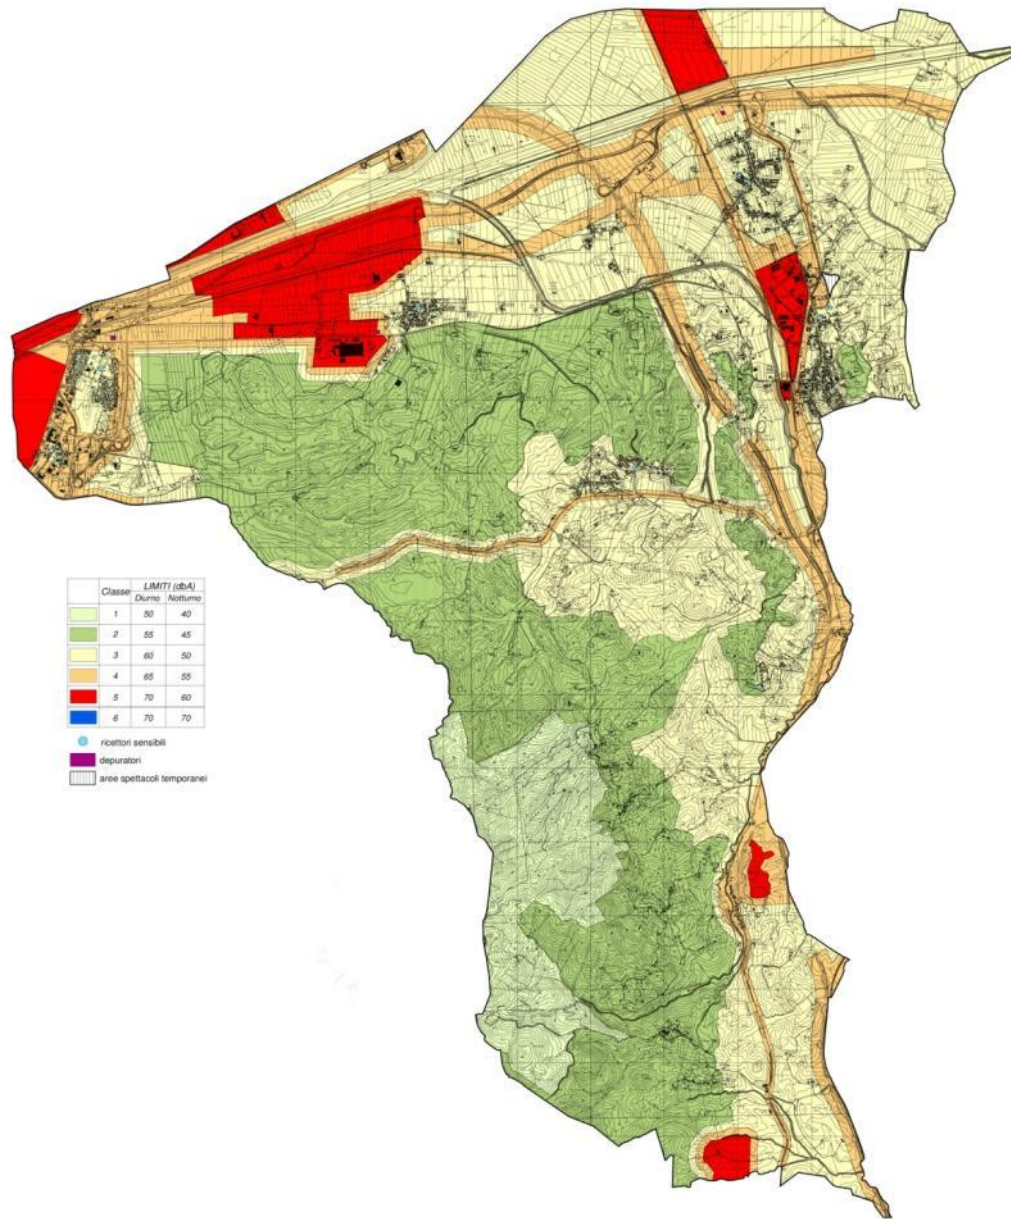 Classe LIMITI (dbA)
Diurno Notturno
1 50 40
2 55 45
3 60 50
4 65 55
5 70 60
6 70 70
ricettori sensibili
depuratori
aree spettacoli temporanei